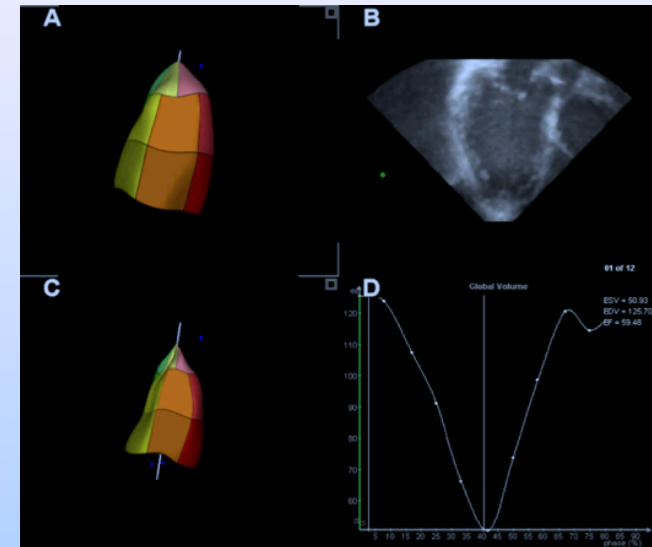 A
B
C
D
01 of 12
Global Volume
ESV = 50.93
EDV = 125.70
EF = 59.48
120
110
100
90
80
70
60
5 10 15 20 25 30 35 40 45 50 55 60 65 70 75 80 85 90 95
phase (%)